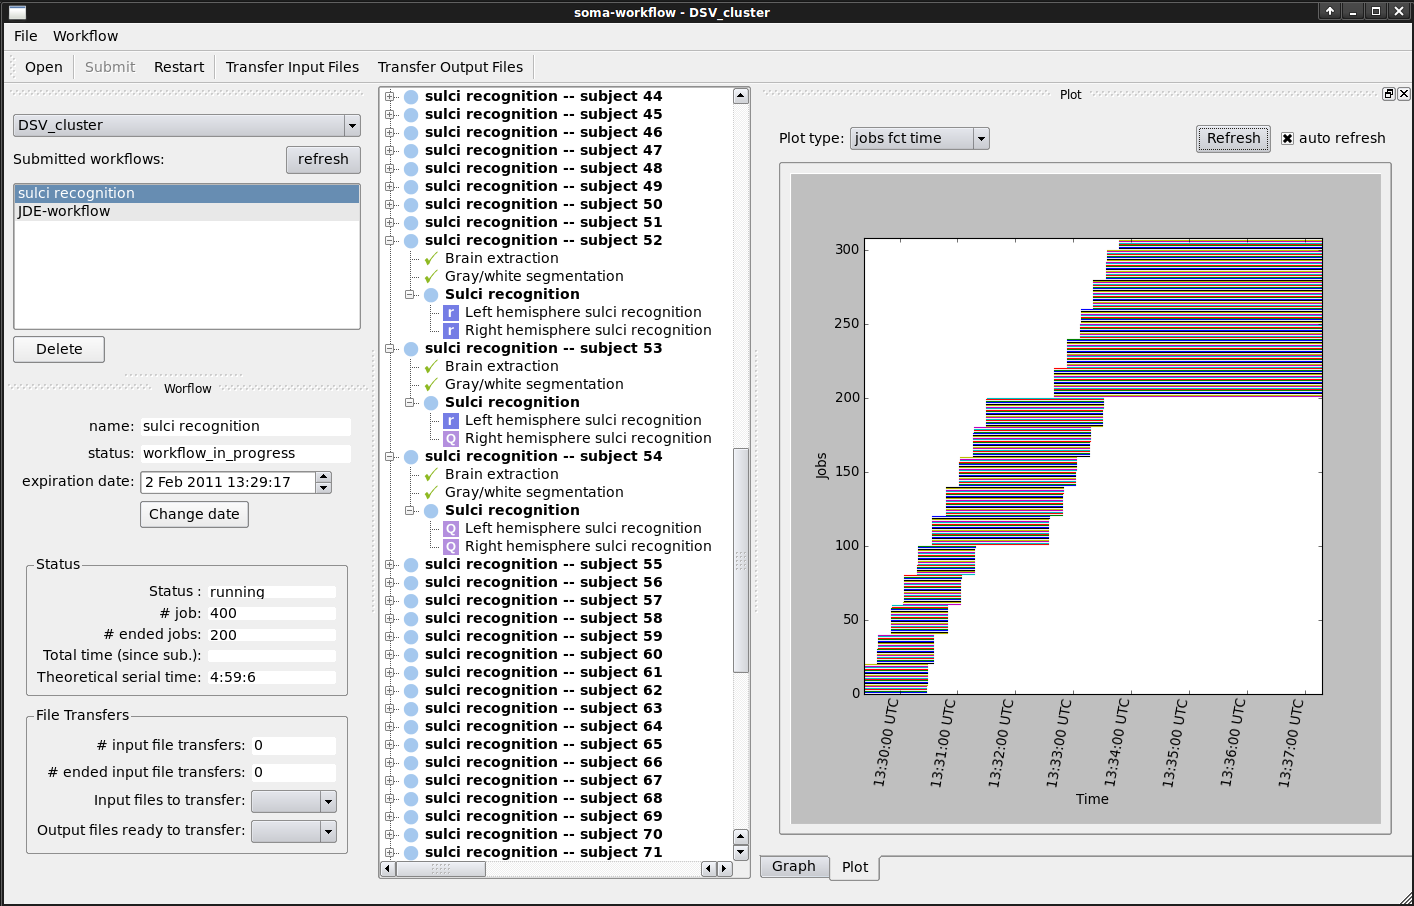 soma-workflow - DSV_cluster
File Workflow
Open Submit Restart Transfer Input Files Transfer Output Files
DSV_cluster
Submitted workflows: refresh
sulci recognition
JDE-workflow
Delete
Worflow
name: sulci recognition
status: workflow_in_progress
expiration date: 2 Feb 2011 13:29:17
Change date
Status
Status : running
# job: 400
# ended jobs: 200
Total time (since sub.):
Theoretical serial time: 4:59:6
File Transfers
# input file transfers: 0
# ended input file transfers: 0
Input files to transfer:
Output files ready to transfer:
sulci recognition -- subject 44
sulci recognition -- subject 45
sulci recognition -- subject 46
sulci recognition -- subject 47
sulci recognition -- subject 48
sulci recognition -- subject 49
sulci recognition -- subject 50
sulci recognition -- subject 51
sulci recognition -- subject 52
Brain extraction
Gray/white segmentation
Sulci recognition
r Left hemisphere sulci recognition
r Right hemisphere sulci recognition
sulci recognition -- subject 53
Brain extraction
Gray/white segmentation
Sulci recognition
r Left hemisphere sulci recognition
Q Right hemisphere sulci recognition
sulci recognition -- subject 54
Brain extraction
Gray/white segmentation
Sulci recognition
Q Left hemisphere sulci recognition
Q Right hemisphere sulci recognition
sulci recognition -- subject 55
sulci recognition -- subject 56
sulci recognition -- subject 57
sulci recognition -- subject 58
sulci recognition -- subject 59
sulci recognition -- subject 60
sulci recognition -- subject 61
sulci recognition -- subject 62
sulci recognition -- subject 63
sulci recognition -- subject 64
sulci recognition -- subject 65
sulci recognition -- subject 66
sulci recognition -- subject 67
sulci recognition -- subject 68
sulci recognition -- subject 69
sulci recognition -- subject 70
sulci recognition -- subject 71
Plot
Plot type: jobs fct time Refresh auto refresh
300
250
200
150
100
50
0
Jobs
13:30:00 UTC
13:31:00 UTC
13:32:00 UTC
13:33:00 UTC
13:34:00 UTC
13:35:00 UTC
13:36:00 UTC
13:37:00 UTC
Time
Graph Plot